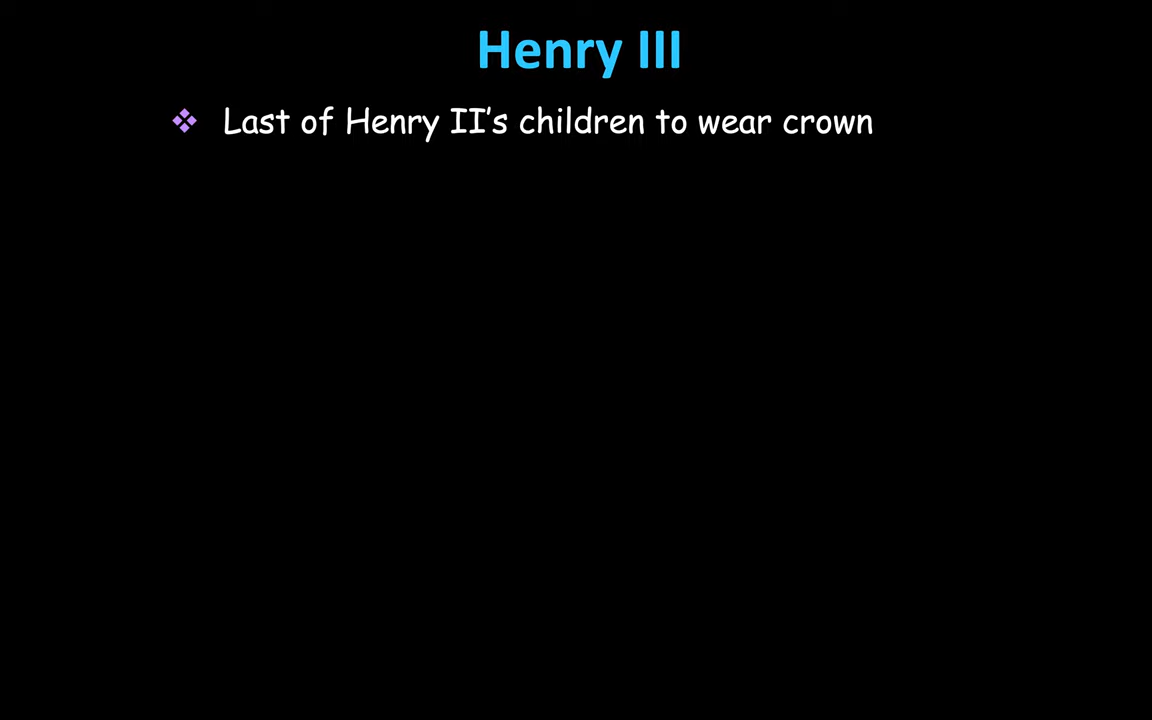 Henry III
❖ Last of Henry II’s children to wear crown